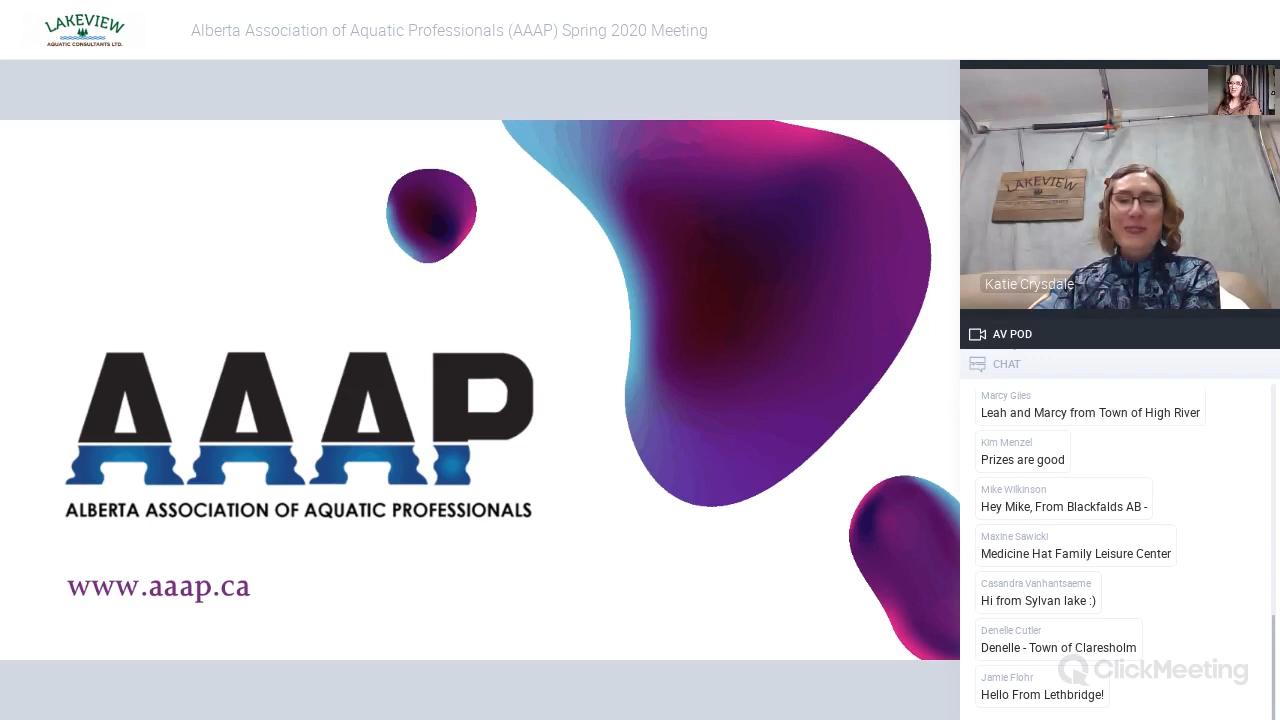 LAKEVIEW
AQUATIC CONSULTANTS LTD.
Alberta Association of Aquatic Professionals (AAAP) Spring 2020 Meeting
AAAP
ALBERTA ASSOCIATION OF AQUATIC PROFESSIONALS
www.aaap.ca
LAKEVIEW
Katie Crysdale
AV POD
CHAT
Marcy Giles
Leah and Marcy from Town of High River
Kim Menzel
Prizes are good
Mike Wilkinson
Hey Mike, From Blackfalds AB -
Maxine Sawicki
Medicine Hat Family Leisure Center
Casandra Vanhantsaeme
Hi from Sylvan lake :)
Denelle Cutler
Denelle - Town of Claresholm
Jamie Flohr
Hello From Lethbridge!
ClickMeeting